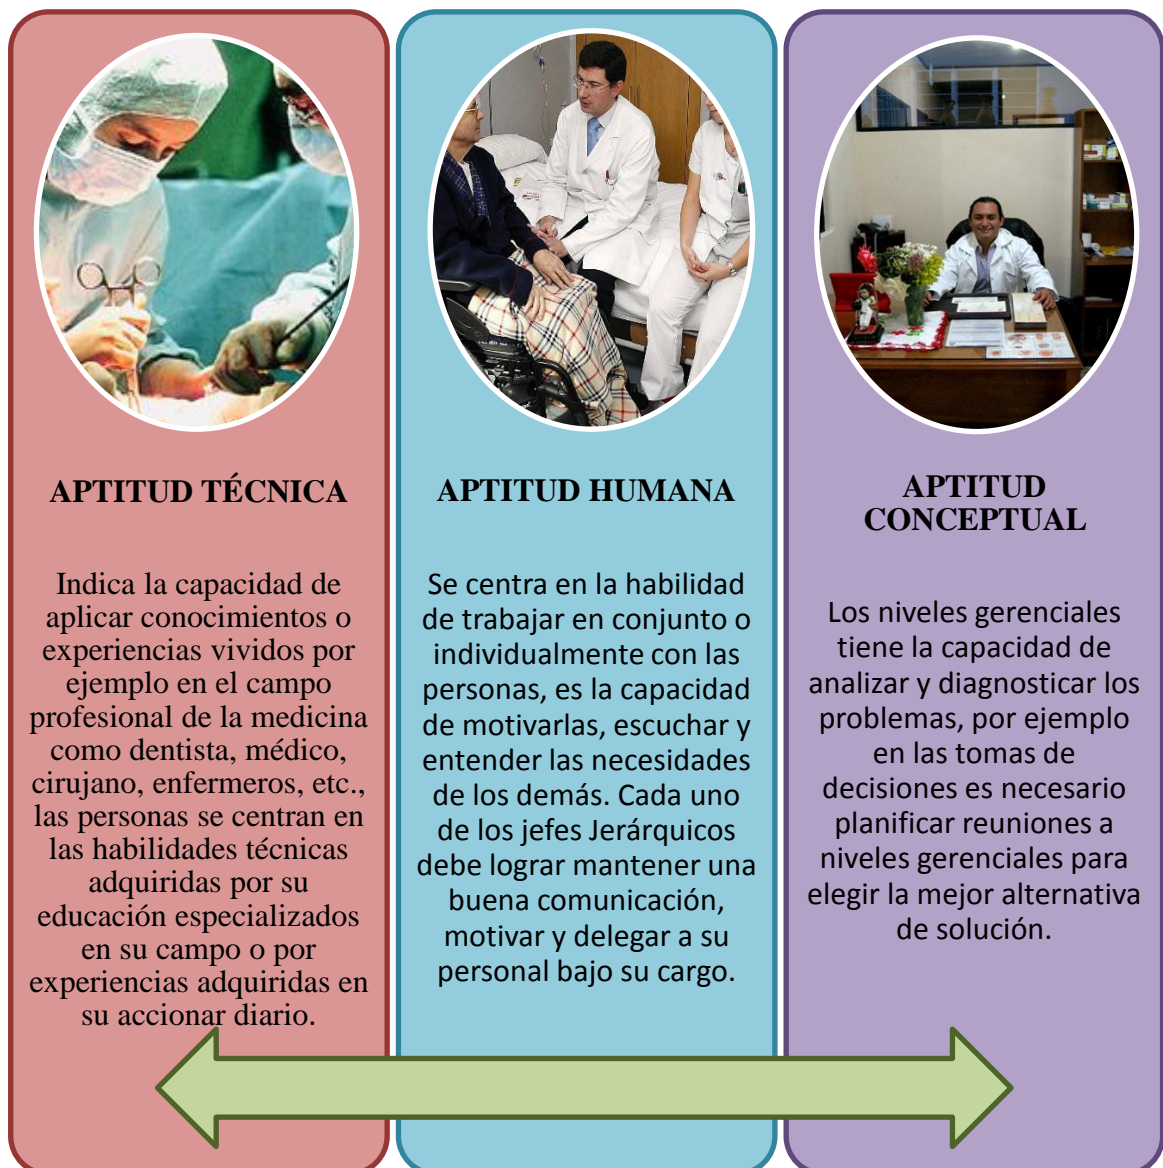 APTITUD TÉCNICA
Indica la capacidad de
aplicar conocimientos o
experiencias vividos por
ejemplo en el campo
profesional de la medicina
como dentista, médico,
cirujano, enfermeros, etc.,
las personas se centran en
las habilidades técnicas
adquiridas por su
educación especializados
en su campo o por
experiencias adquiridas en
su accionar diario.
APTITUD HUMANA
Se centra en la habilidad
de trabajar en conjunto o
individualmente con las
personas, es la capacidad
de motivarlas, escuchar y
entender las necesidades
de los demás. Cada uno
de los jefes Jerárquicos
debe lograr mantener una
buena comunicación,
motivar y delegar a su
personal bajo su cargo.
APTITUD
CONCEPTUAL
Los niveles gerenciales
tiene la capacidad de
analizar y diagnosticar los
problemas, por ejemplo
en las tomas de
decisiones es necesario
planificar reuniones a
niveles gerenciales para
elegir la mejor alternativa
de solución.